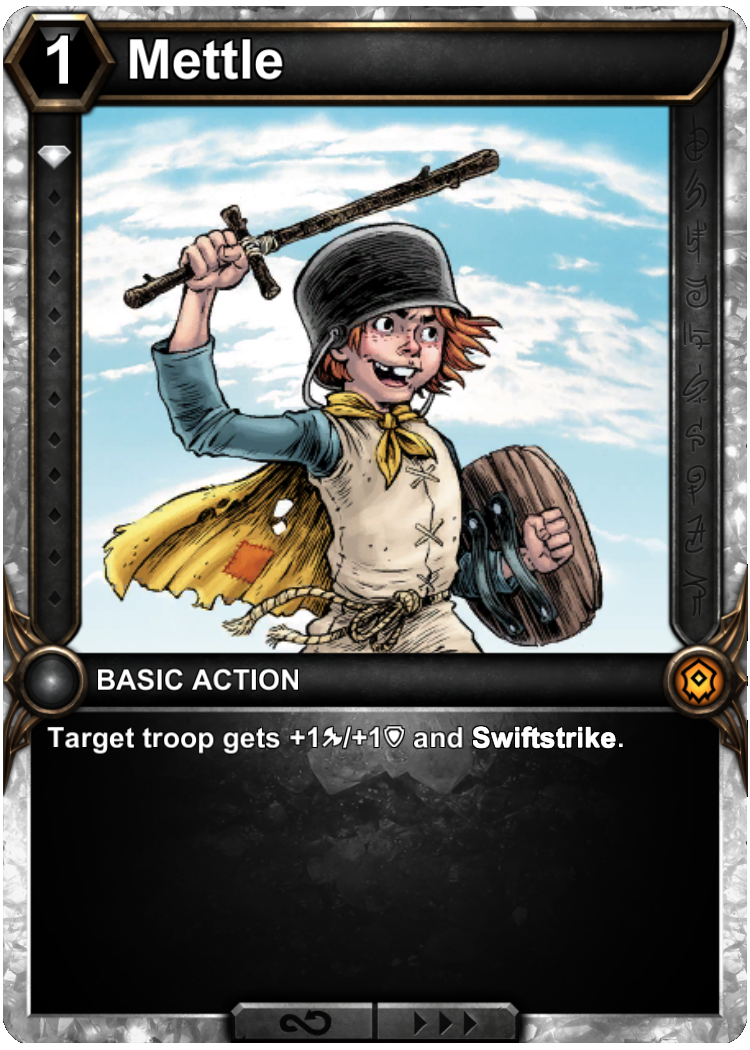 1 Mettle
BASIC ACTION
Target troop gets +1/+1 and Swiftstrike.